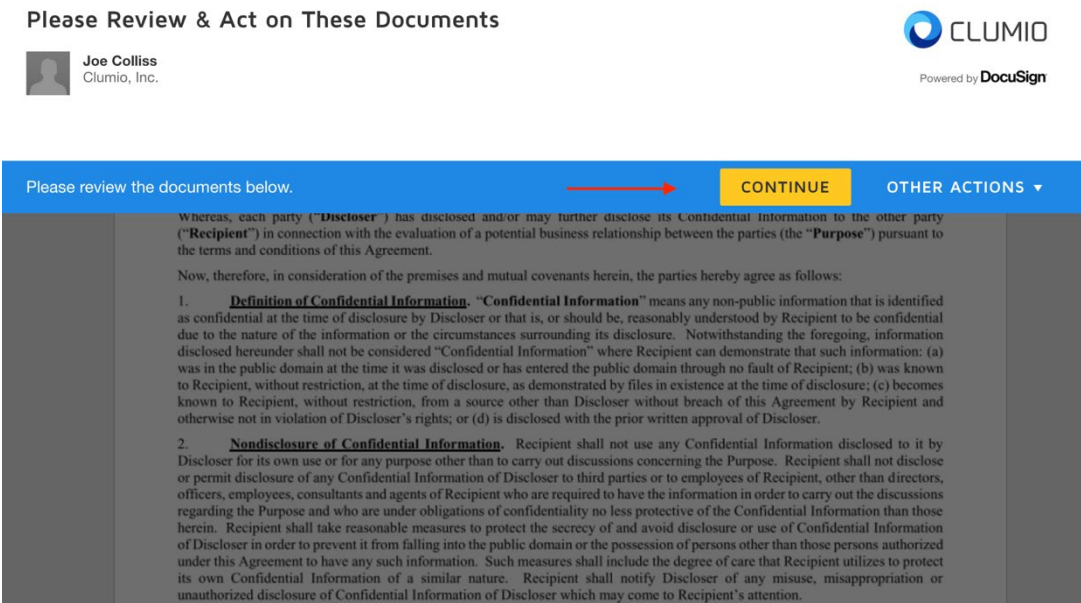 Please Review & Act on These Documents
Joe Colliss
Clumio, Inc.
CLUMIO
Powered by DocuSign
Please review the documents below.
CONTINUE
OTHER ACTIONS
Whereas, each party ("Discloser") has disclosed and/or may further disclose its Confidential Information to the other party
("Recipient") in connection with the evaluation of a potential business relationship between the parties (the "Purpose") pursuant to
the terms and conditions of this Agreement.
Now, therefore, in consideration of the premises and mutual covenants herein, the parties hereby agree as follows:
1. Definition of Confidential Information. "Confidential Information" means any non-public information that is identified
as confidential at the time of disclosure by Discloser or that is, or should be, reasonably understood by Recipient to be confidential
due to the nature of the information or the circumstances surrounding its disclosure. Notwithstanding the foregoing, information
disclosed hereunder shall not be considered "Confidential Information" where Recipient can demonstrate that such information: (a)
was in the public domain at the time it was disclosed or has entered the public domain through no fault of Recipient; (b) was known
to Recipient, without restriction, at the time of disclosure, as demonstrated by files in existence at the time of disclosure; (c) becomes
known to Recipient, without restriction, from a source other than Discloser without breach of this Agreement by Recipient and
otherwise not in violation of Discloser's rights; or (d) is disclosed with the prior written approval of Discloser.
2. Nondisclosure of Confidential Information. Recipient shall not use any Confidential Information disclosed to it by
Discloser for its own use or for any purpose other than to carry out discussions concerning the Purpose. Recipient shall not disclose
or permit disclosure of any Confidential Information of Discloser to third parties or to employees of Recipient, other than directors,
officers, employees, consultants and agents of Recipient who are required to have the information in order to carry out the discussions
regarding the Purpose and who are under obligations of confidentiality no less protective of the Confidential Information than those
herein. Recipient shall take reasonable measures to protect the secrecy of and avoid disclosure or use of Confidential Information
of Discloser in order to prevent it from falling into the public domain or the possession of persons other than those persons authorized
under this Agreement to have any such information. Such measures shall include the degree of care that Recipient utilizes to protect
its own Confidential Information of a similar nature. Recipient shall notify Discloser of any misuse, misappropriation or
unauthorized disclosure of Confidential Information of Discloser which may come to Recipient's attention.